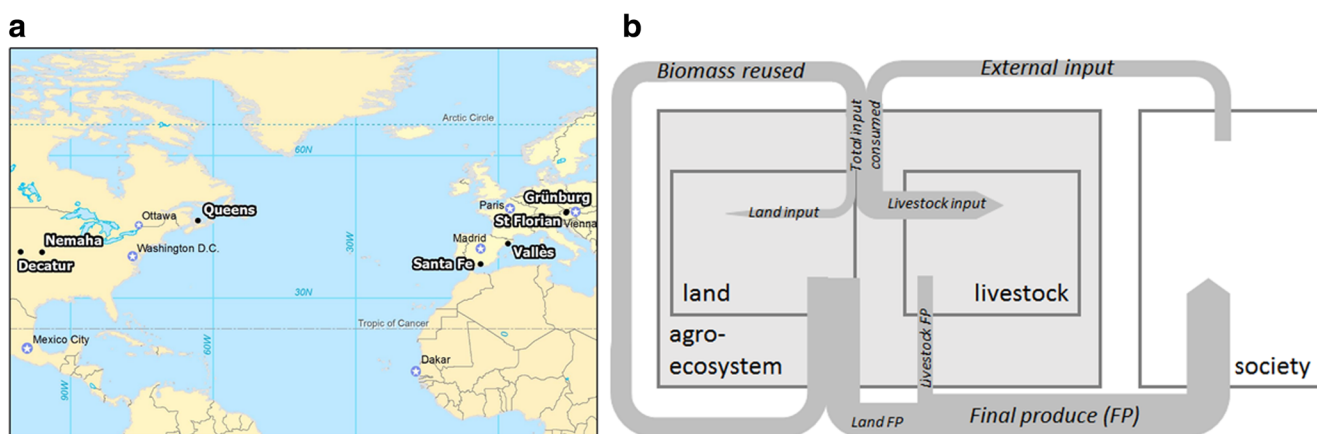 a
Arctic Circle
60N
Paris
Grünburg
Ottawa
Queens
St Florian
Vienna
Nemaha
Washington D.C.
30W
Madrid
Vallès
Decatur
Santa Fe
30N
Tropic of Cancer
Mexico City
60W
Dakar
90W
b
Biomass reused
External input
Total input
consumed
Land input
Livestock input
land
livestock
agro-
ecosystem
Livestock FP
society
Land FP
Final produce (FP)